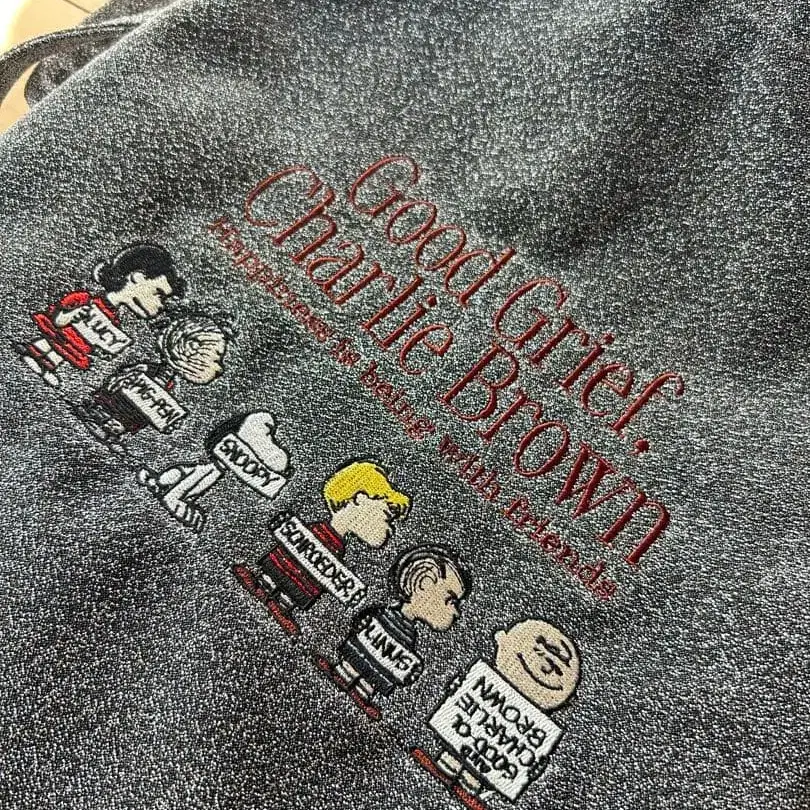 Good Grief.
Charlie Brown
Happiness is being with friends
LUCY
PIG-PEN
SNOOPY
SCHROEDER
LINUS
AND
GOOD OL'
CHARLIE
BROWN